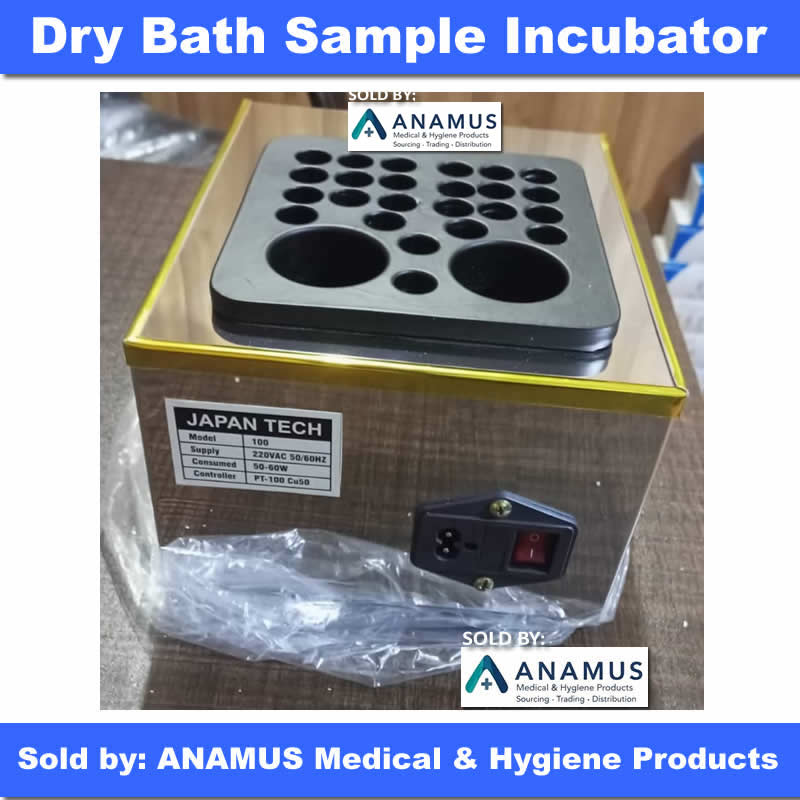 Dry Bath Sample Incubator
SOLD BY:
ANAMUS
Medical & Hygiene Products
Sourcing - Trading - Distribution
JAPAN TECH
Model 100
Supply 220VAC 50/60HZ
Consumed 50-60W
Controller PT-100 Cu50
O
–
SOLD BY:
ANAMUS
Medical & Hygiene Products
Sourcing - Trading - Distribution
Sold by: ANAMUS Medical & Hygiene Products